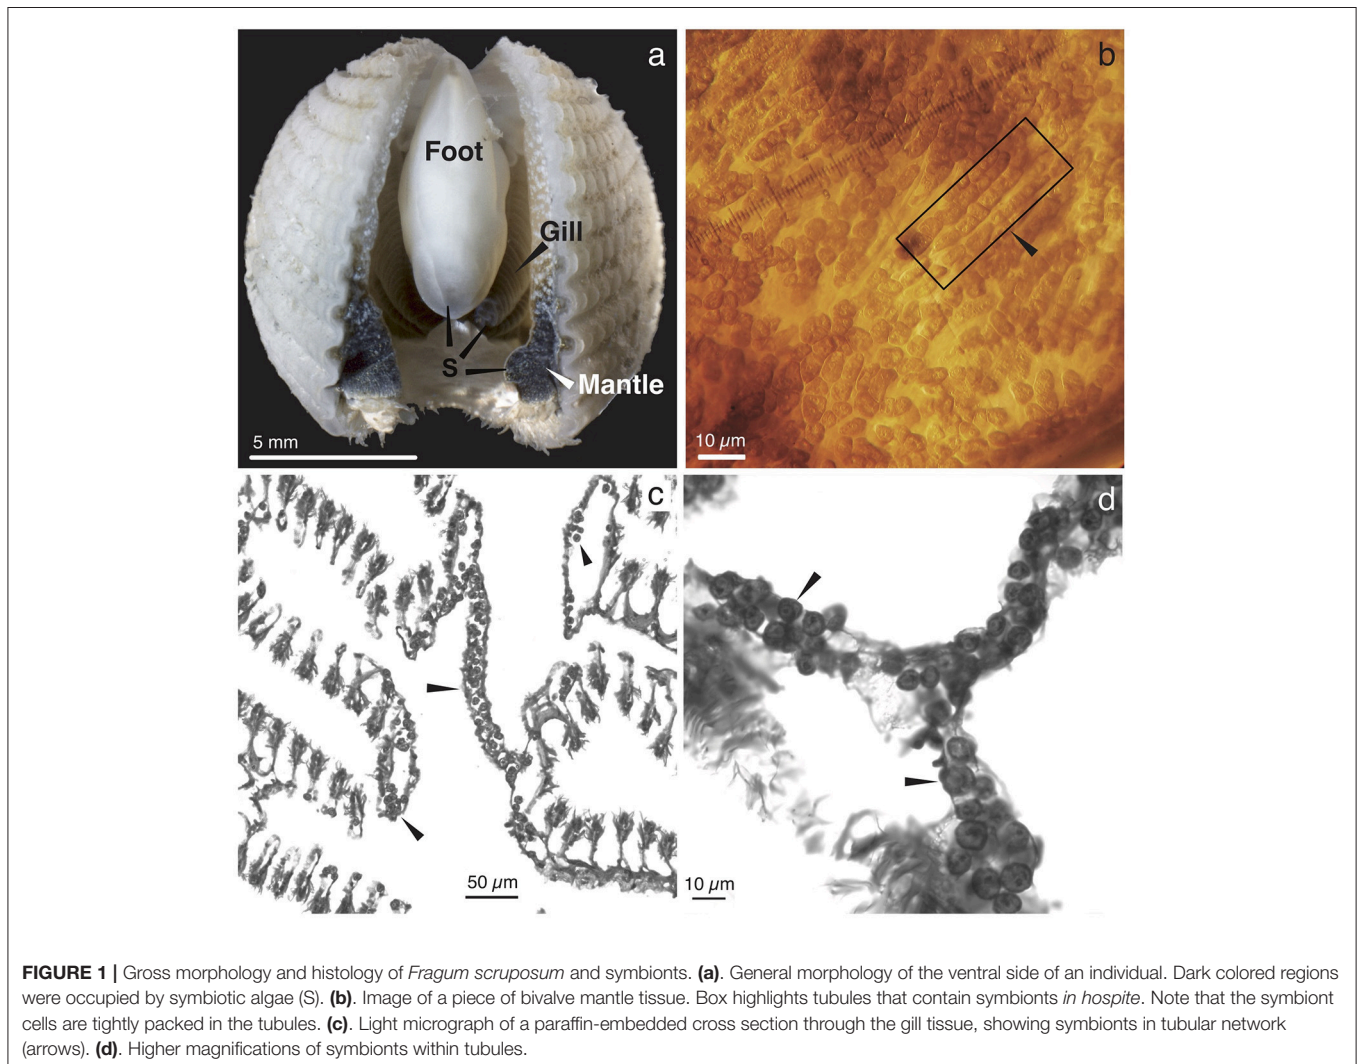 a
Foot
Gill
S
Mantle
5 mm
b
10 µm
c
50 µm
d
10 µm
FIGURE 1 | Gross morphology and histology of Fragum scruposum and symbionts. (a). General morphology of the ventral side of an individual. Dark colored regions
were occupied by symbiotic algae (S). (b). Image of a piece of bivalve mantle tissue. Box highlights tubules that contain symbionts in hospite. Note that the symbiont
cells are tightly packed in the tubules. (c). Light micrograph of a paraffin-embedded cross section through the gill tissue, showing symbionts in tubular network
(arrows). (d). Higher magnifications of symbionts within tubules.